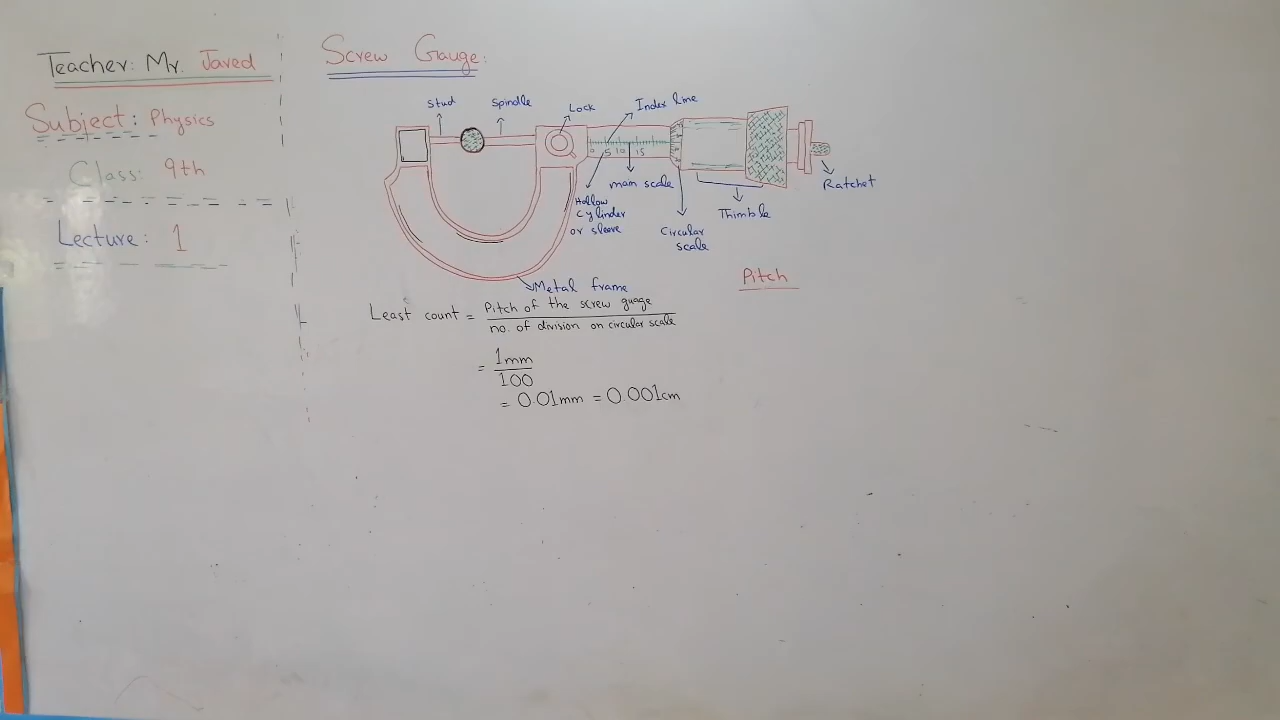 Teacher: Mr. Javed
Subject: Physics
Class: 9th
Lecture: 1
Screw Gauge:
Stud
Spindle
Lock
Index line
0 5 10 15
main scale
Hollow
Cylinder
or sleeve
Circular
scale
Thimble
Ratchet
Metal frame
Pitch
Least count = Pitch of the screw guage
no. of division on circular scale
= 1mm
100
= 0.01mm = 0.001cm